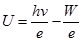 U = hν/e − W/e